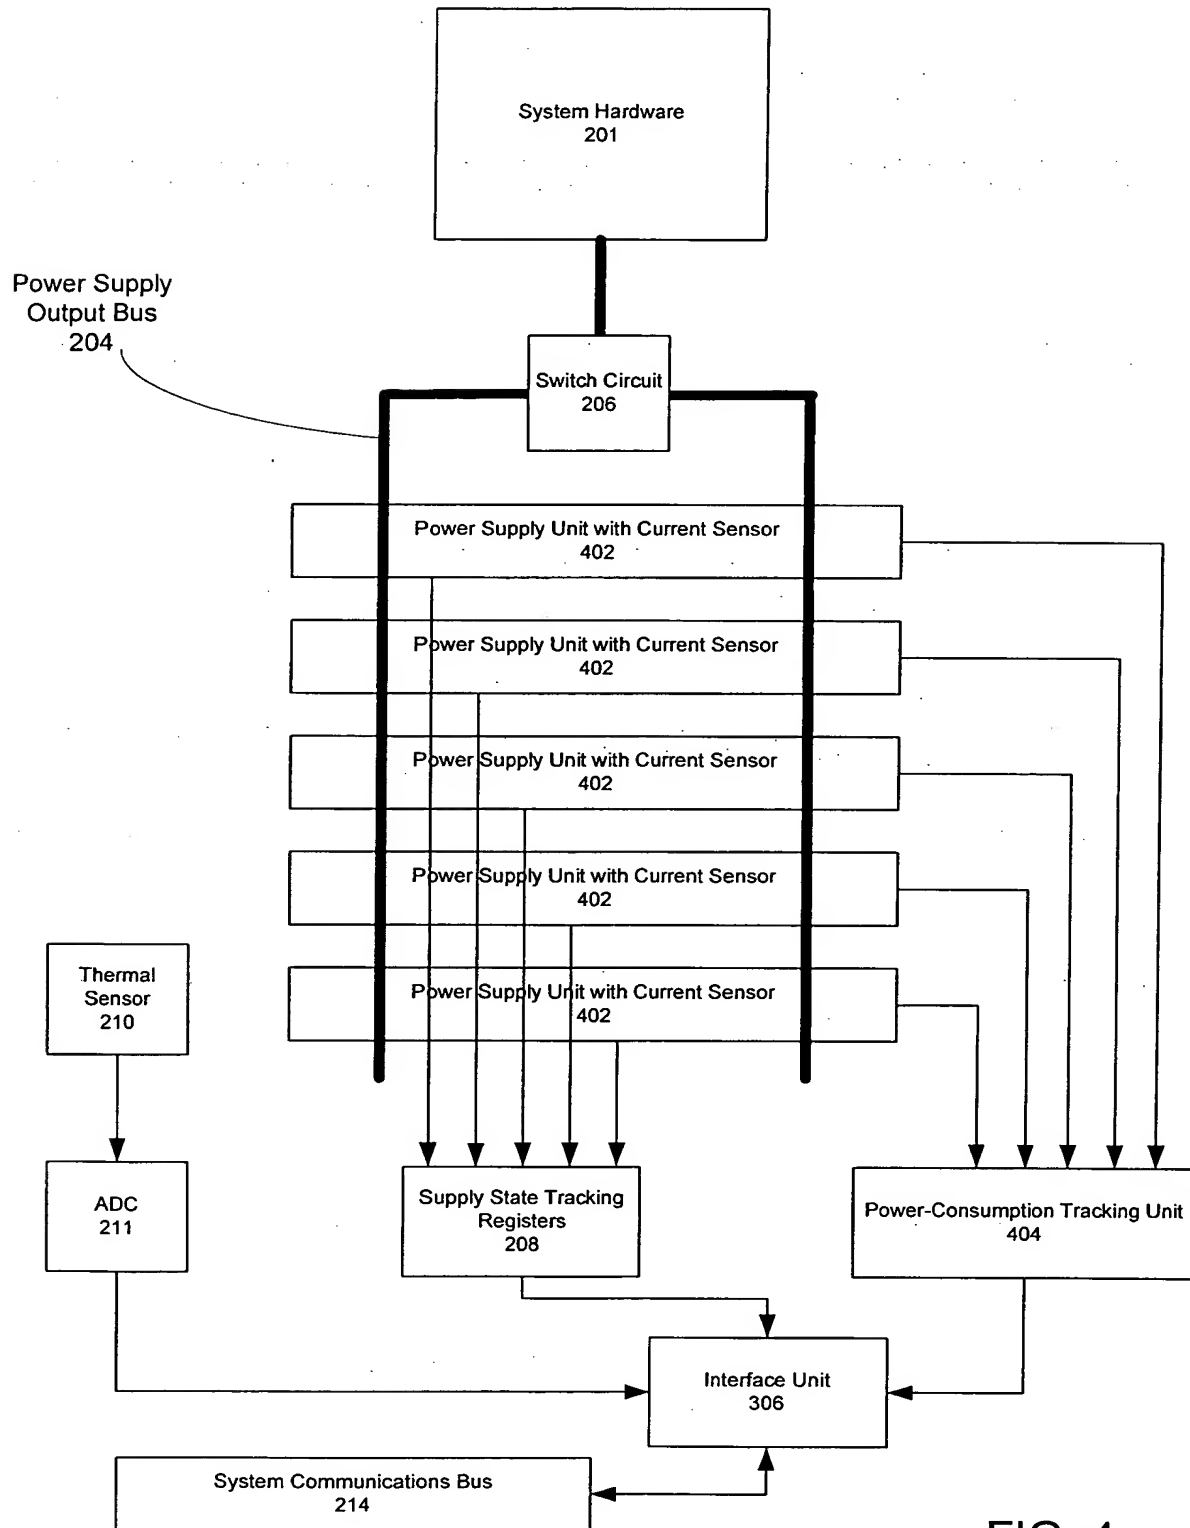 System Hardware
201
Power Supply
Output Bus
204
Switch Circuit
206
Power Supply Unit with Current Sensor
402
Power Supply Unit with Current Sensor
402
Power Supply Unit with Current Sensor
402
Power Supply Unit with Current Sensor
402
Power Supply Unit with Current Sensor
402
Thermal
Sensor
210
ADC
211
Supply State Tracking
Registers
208
Power-Consumption Tracking Unit
404
Interface Unit
306
System Communications Bus
214